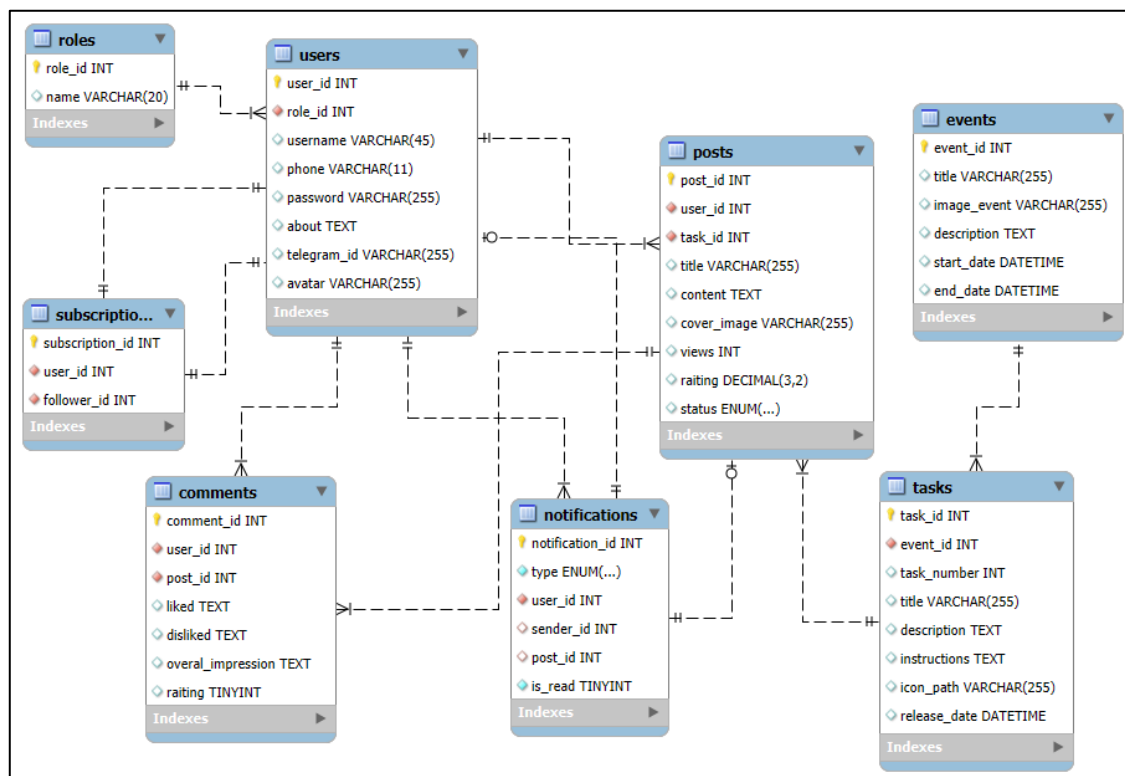 roles
role_id INT
name VARCHAR(20)
Indexes
users
user_id INT
role_id INT
username VARCHAR(45)
phone VARCHAR(11)
password VARCHAR(255)
about TEXT
telegram_id VARCHAR(255)
avatar VARCHAR(255)
Indexes
posts
post_id INT
user_id INT
task_id INT
title VARCHAR(255)
content TEXT
cover_image VARCHAR(255)
views INT
raiting DECIMAL(3,2)
status ENUM(...)
Indexes
events
event_id INT
title VARCHAR(255)
image_event VARCHAR(255)
description TEXT
start_date DATETIME
end_date DATETIME
Indexes
subscriptio...
subscription_id INT
user_id INT
follower_id INT
Indexes
comments
comment_id INT
user_id INT
post_id INT
liked TEXT
disliked TEXT
overal_impression TEXT
raiting TINYINT
Indexes
notifications
notification_id INT
type ENUM(...)
user_id INT
sender_id INT
post_id INT
is_read TINYINT
Indexes
tasks
task_id INT
event_id INT
task_number INT
title VARCHAR(255)
description TEXT
instructions TEXT
icon_path VARCHAR(255)
release_date DATETIME
Indexes